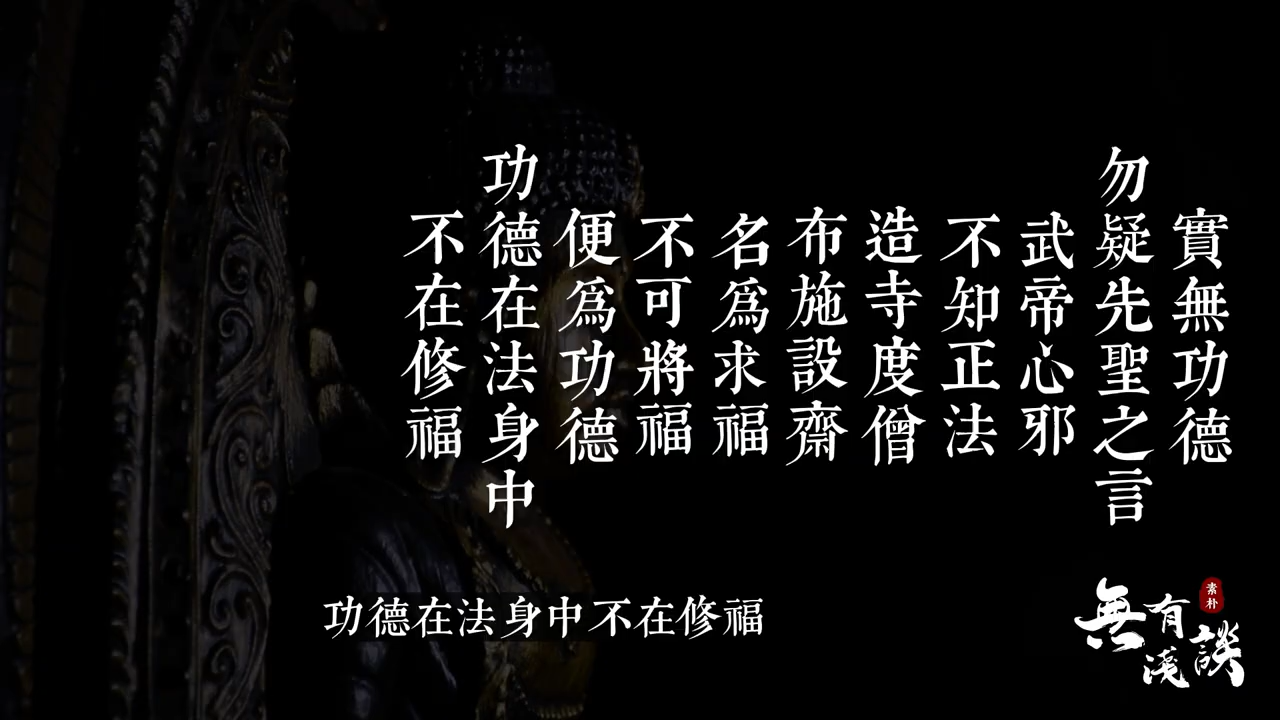 實無功德
勿疑先聖之言
武帝心邪
不知正法
造寺度僧
布施設齋
名爲求福
不可將福
便爲功德
功德在法身中
不在修福
功德在法身中不在修福
無有淺談
素朴